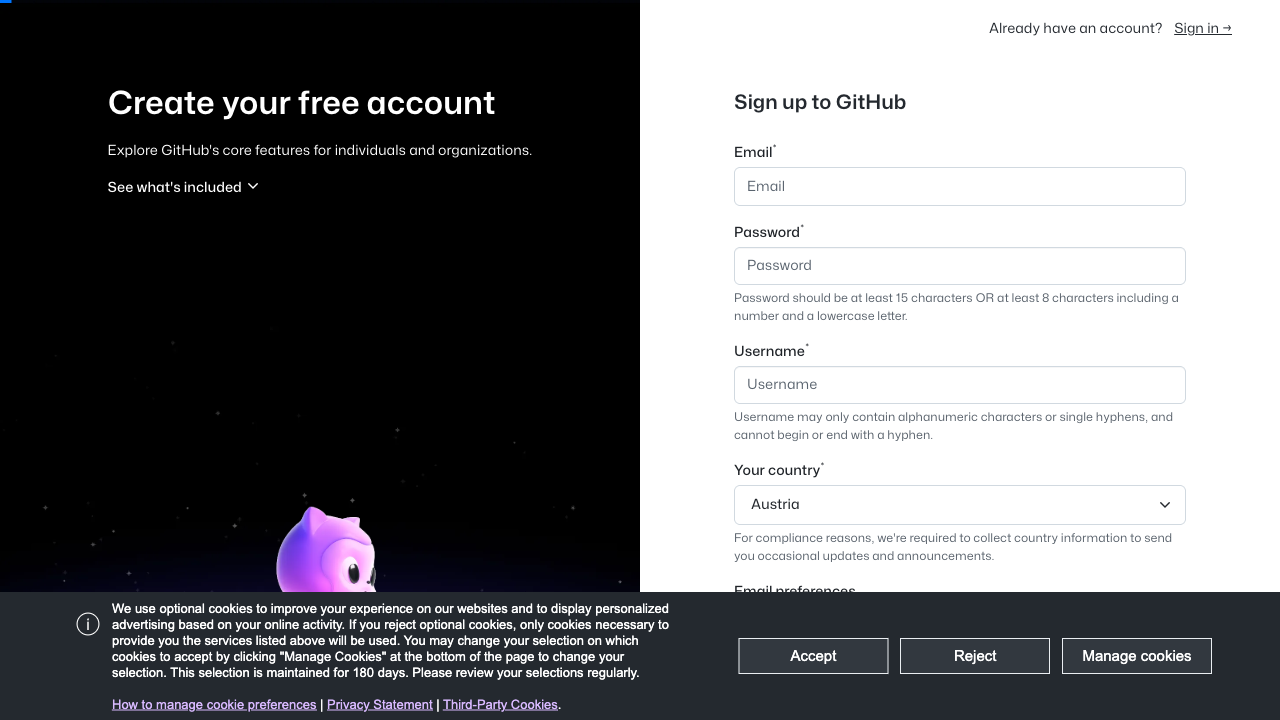 Already have an account? Sign in →
Create your free account
Explore GitHub's core features for individuals and organizations.
See what's included
Sign up to GitHub
Email*
Email
Password*
Password
Password should be at least 15 characters OR at least 8 characters including a
number and a lowercase letter.
Username*
Username
Username may only contain alphanumeric characters or single hyphens, and
cannot begin or end with a hyphen.
Your country*
Austria
For compliance reasons, we're required to collect country information to send
you occasional updates and announcements.
Email preferences
We use optional cookies to improve your experience on our websites and to display personalized
advertising based on your online activity. If you reject optional cookies, only cookies necessary to
provide you the services listed above will be used. You may change your selection on which
cookies to accept by clicking "Manage Cookies" at the bottom of the page to change your
selection. This selection is maintained for 180 days. Please review your selections regularly.
How to manage cookie preferences | Privacy Statement | Third-Party Cookies.
Accept
Reject
Manage cookies